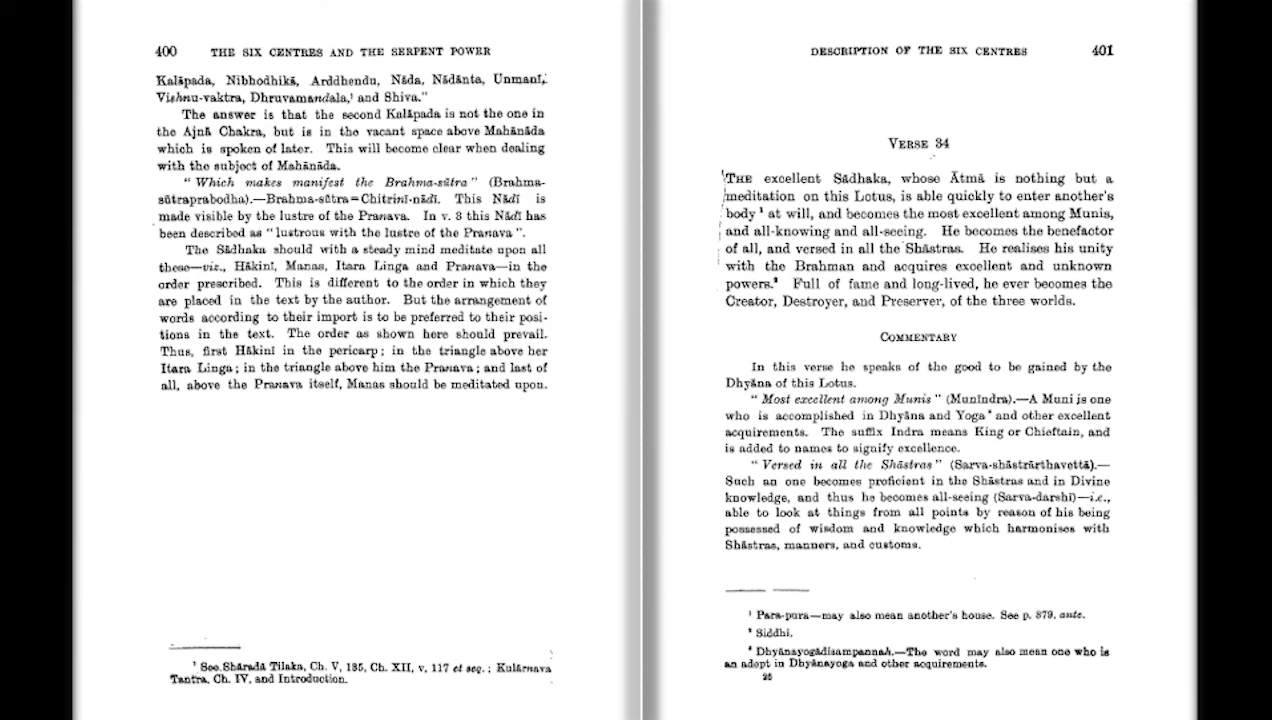 400 THE SIX CENTRES AND THE SERPENT POWER
Kalāpada, Nibhodhikā, Arddhendu, Nāda, Nādānta, Unmanī,
Vishnu-vaktra, Dhruvamandala,¹ and Shiva."
The answer is that the second Kalāpada is not the one in
the Ajnā Chakra, but is in the vacant space above Mahānāda
which is spoken of later. This will become clear when dealing
with the subject of Mahānāda.
" Which makes manifest the Brahma-sūtra " (Brahma-
sūtraprabodha).—Brahma-sūtra=Chitrinī-nādī. This Nādī is
made visible by the lustre of the Pranava. In v. 3 this Nādī has
been described as " lustrous with the lustre of the Pranava ".
The Sādhaka should with a steady mind meditate upon all
these—viz., Hākinī, Manas, Itara Linga and Pranava—in the
order prescribed. This is different to the order in which they
are placed in the text by the author. But the arrangement of
words according to their import is to be preferred to their posi-
tions in the text. The order as shown here should prevail.
Thus, first Hākinī in the pericarp; in the triangle above her
Itara Linga; in the triangle above him the Pranava; and last of
all, above the Pranava itself, Manas should be meditated upon.
¹ See Shāradā Tilaka, Ch. V, 135, Ch. XII, v. 117 et seq.; Kulārnava
Tantra, Ch. IV, and Introduction.
DESCRIPTION OF THE SIX CENTRES 401
VERSE 34
THE excellent Sādhaka, whose Ātmā is nothing but a
meditation on this Lotus, is able quickly to enter another's
body¹ at will, and becomes the most excellent among Munis,
and all-knowing and all-seeing. He becomes the benefactor
of all, and versed in all the Shāstras. He realises his unity
with the Brahman and acquires excellent and unknown
powers.² Full of fame and long-lived, he ever becomes the
Creator, Destroyer, and Preserver, of the three worlds.
COMMENTARY
In this verse he speaks of the good to be gained by the
Dhyāna of this Lotus.
" Most excellent among Munis " (Munīndra).—A Muni is one
who is accomplished in Dhyāna and Yoga³ and other excellent
acquirements. The suffix Indra means King or Chieftain, and
is added to names to signify excellence.
" Versed in all the Shāstras " (Sarva-shāstrārthavettā).—
Such an one becomes proficient in the Shāstras and in Divine
knowledge, and thus he becomes all-seeing (Sarva-darshī)—i.e.,
able to look at things from all points by reason of his being
possessed of wisdom and knowledge which harmonises with
Shāstras, manners, and customs.
¹ Para-pura—may also mean another's house. See p. 379, ante.
² Siddhi.
³ Dhyānayogādisampannah.—The word may also mean one who is
an adept in Dhyānayoga and other acquirements.
25